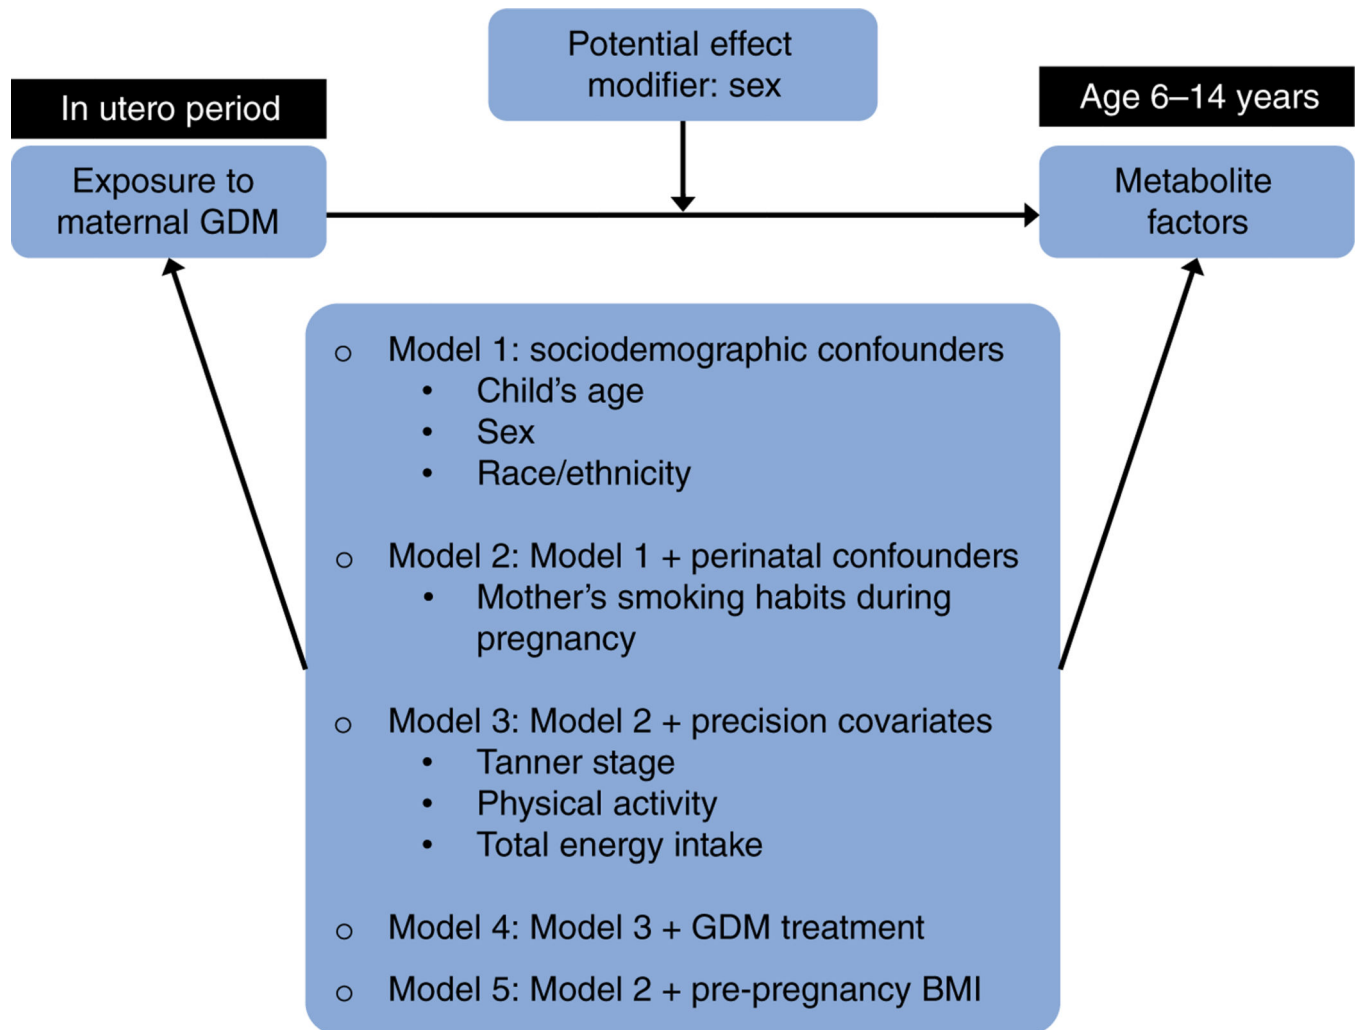 Potential effect
modifier: sex
In utero period
Age 6–14 years
Exposure to
maternal GDM
Metabolite
factors
○ Model 1: sociodemographic confounders
• Child’s age
• Sex
• Race/ethnicity
○ Model 2: Model 1 + perinatal confounders
• Mother’s smoking habits during
pregnancy
○ Model 3: Model 2 + precision covariates
• Tanner stage
• Physical activity
• Total energy intake
○ Model 4: Model 3 + GDM treatment
○ Model 5: Model 2 + pre-pregnancy BMI